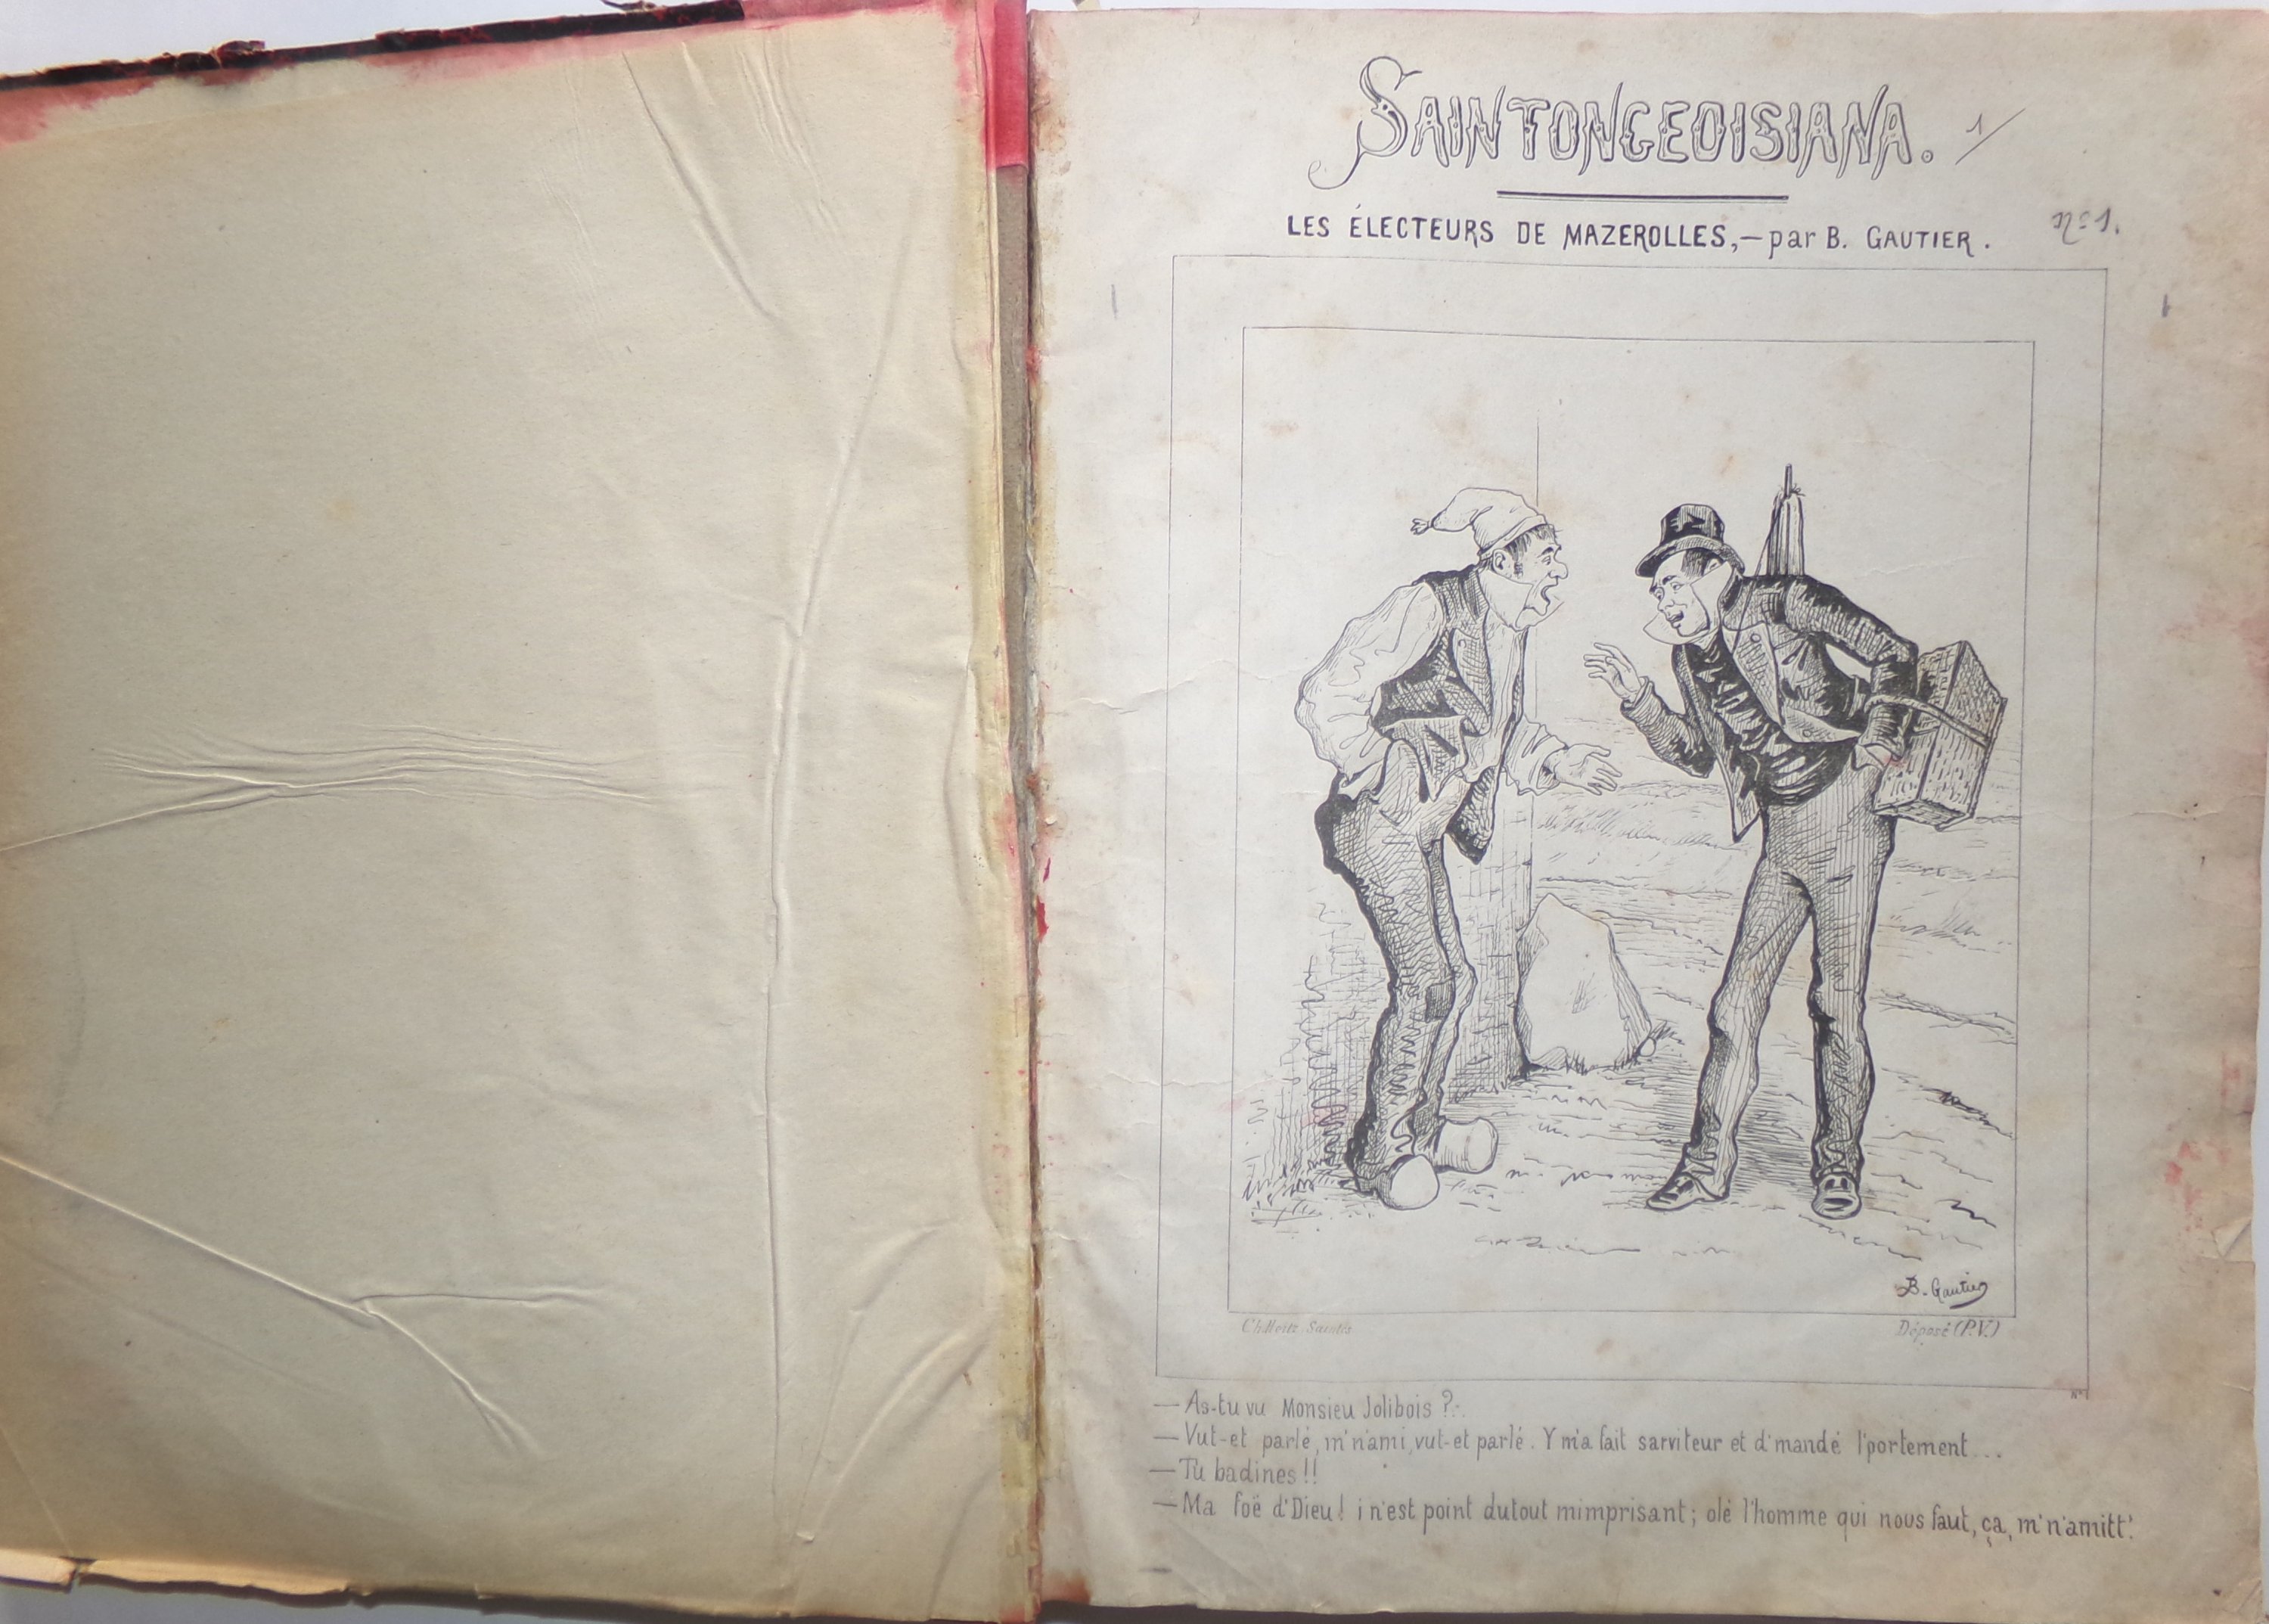 SAINTONGEOISIANA. 1/
LES ÉLECTEURS DE MAZEROLLES,—par B. GAUTIER.
No 1.
B. Gautier
Déposé (P.V.)
— As-tu vu Monsieu Jolibois ?
— Vut-et parlé, m'n'ami, vut-et parlé. Y m'a fait sarviteur et d'mandé l'portement...
— Tu badines !!
— Ma foë d'Dieu! i n'est point dutout mimprisant; olé l'homme qui nous faut, ça, m'n'amitt!